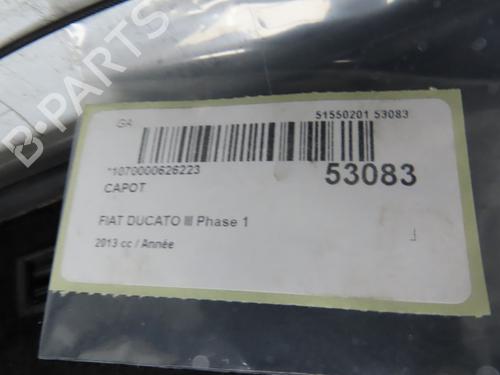 B-PARTS
GA
51550201 53083
*1070000626223
53083
CAPOT
FIAT DUCATO III Phase 1
2013 cc / Année